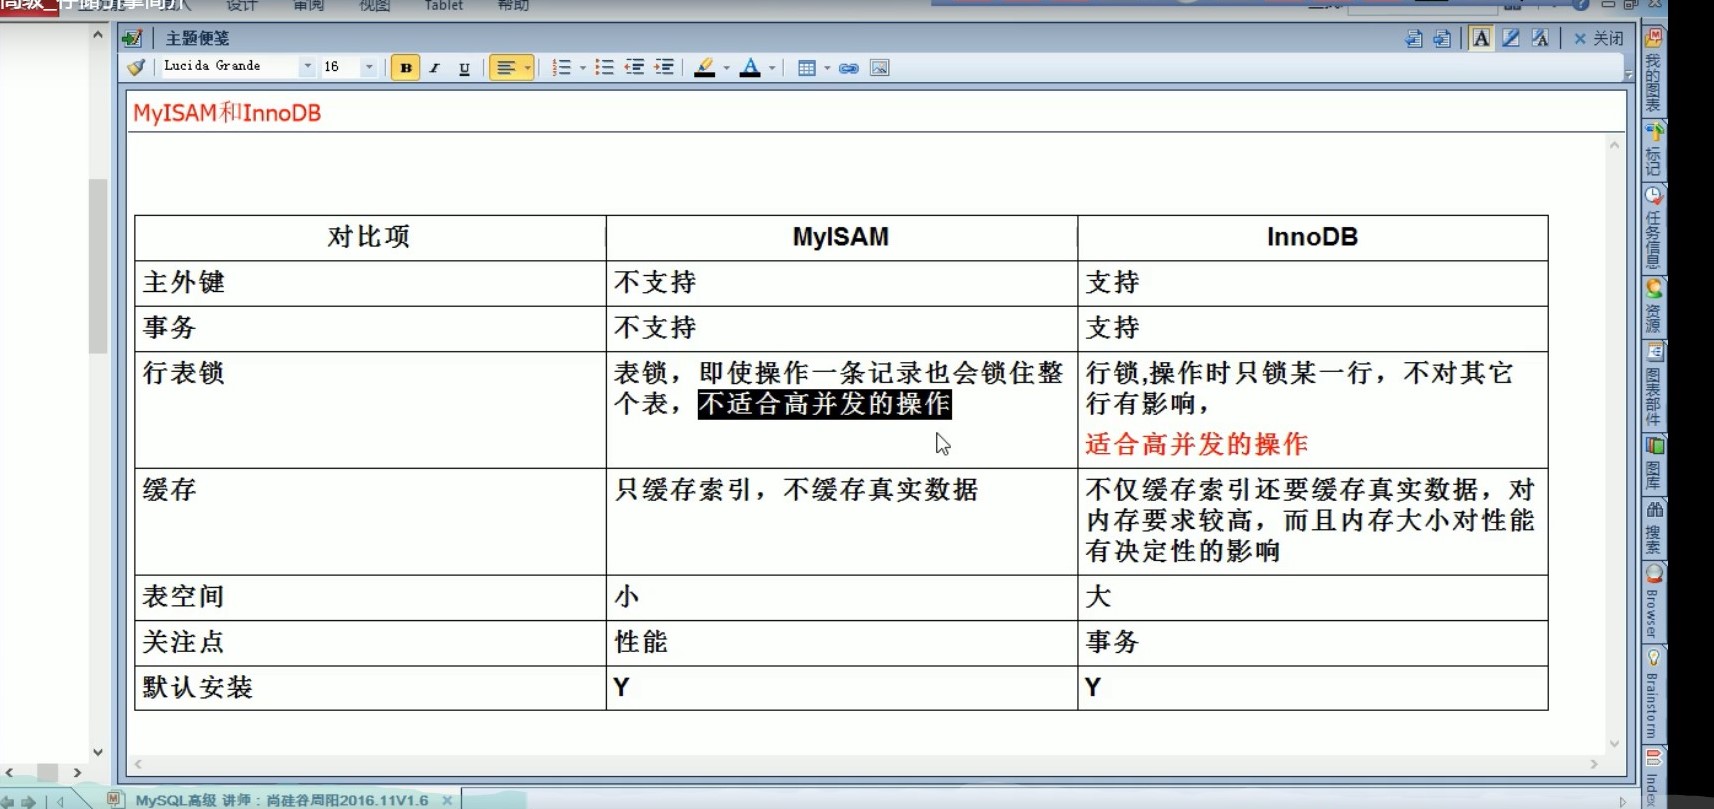 设计 审阅 视图 Tablet 帮助
主题便笺
关闭
Lucida Grande 16 B I U
MyISAM和InnoDB
对比项 MyISAM InnoDB
主外键 不支持 支持
事务 不支持 支持
行表锁 表锁，即使操作一条记录也会锁住整
个表，不适合高并发的操作
行锁,操作时只锁某一行，不对其它
行有影响，
适合高并发的操作
缓存 只缓存索引，不缓存真实数据
不仅缓存索引还要缓存真实数据，对
内存要求较高，而且内存大小对性能
有决定性的影响
表空间 小 大
关注点 性能 事务
默认安装 Y Y
我的图表
标记
任务信息
资源
图表部件
图库
搜索
Browser
Brainstorm
Index
MySQL高级 讲师：尚硅谷周阳2016.11V1.6